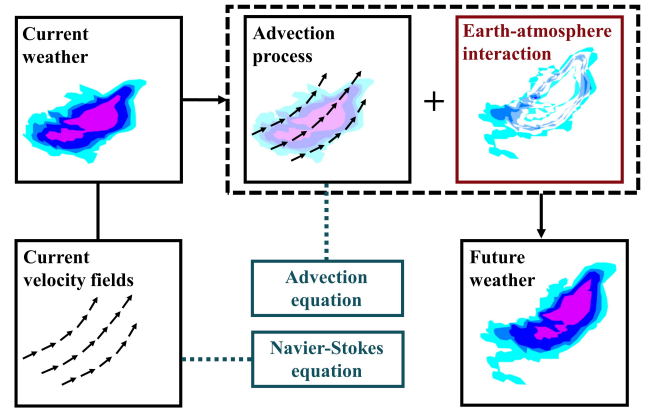 Current
weather
Advection
process
+
Earth-atmosphere
interaction
Current
velocity fields
Advection
equation
Navier-Stokes
equation
Future
weather